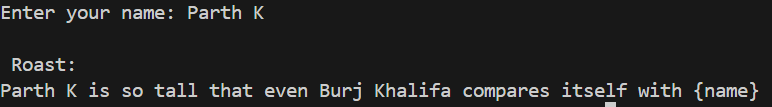 Enter your name: Parth K
Roast:
Parth K is so tall that even Burj Khalifa compares itself with {name}